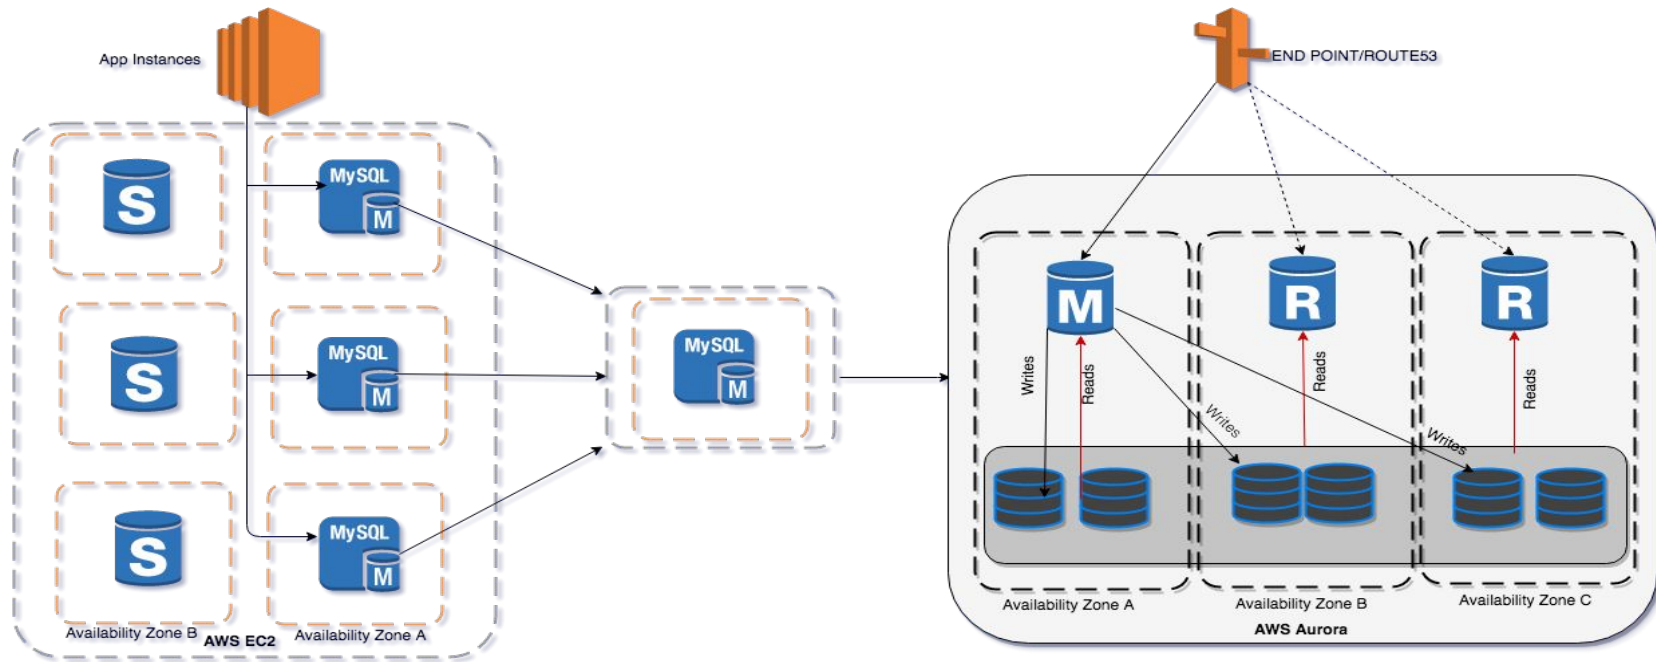 App Instances
END POINT/ROUTE53
S
MySQL
M
S
MySQL
M
S
MySQL
M
Availability Zone B
AWS EC2
Availability Zone A
MySQL
M
M
R
R
Writes
Reads
Writes
Reads
Writes
Reads
Availability Zone A
Availability Zone B
Availability Zone C
AWS Aurora